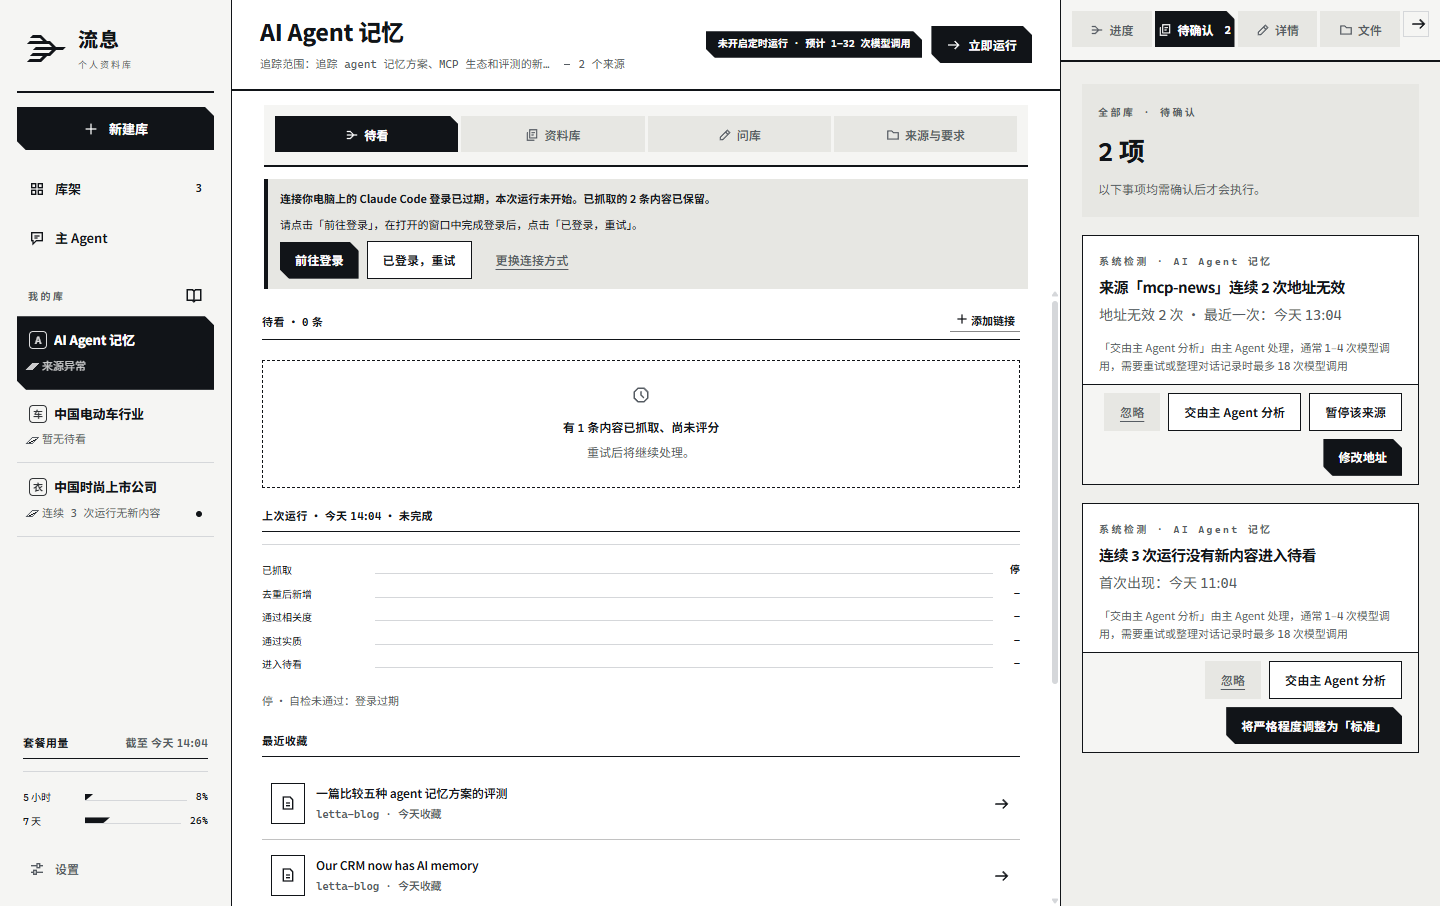 流息
个人资料库
新建库
库架 3
主 Agent
我的库
A AI Agent 记忆
来源异常
车 中国电动车行业
暂无待看
衣 中国时尚上市公司
连续 3 次运行无新内容
套餐用量 截至 今天 14:04
5 小时 8%
7 天 26%
设置
AI Agent 记忆
追踪范围：追踪 agent 记忆方案、MCP 生态和评测的新… — 2 个来源
未开启定时运行 · 预计 1–32 次模型调用
立即运行
待看 资料库 问库 来源与要求
连接你电脑上的 Claude Code 登录已过期，本次运行未开始。已抓取的 2 条内容已保留。
请点击「前往登录」，在打开的窗口中完成登录后，点击「已登录，重试」。
前往登录 已登录，重试 更换连接方式
待看 · 0 条 添加链接
有 1 条内容已抓取、尚未评分
重试后将继续处理。
上次运行 · 今天 14:04 · 未完成
已抓取 停
去重后新增 —
通过相关度 —
通过实质 —
进入待看 —
停 · 自检未通过：登录过期
最近收藏
一篇比较五种 agent 记忆方案的评测
letta-blog · 今天收藏
Our CRM now has AI memory
letta-blog · 今天收藏
进度 待确认 2 详情 文件
全部库 · 待确认
2 项
以下事项均需确认后才会执行。
系统检测 · AI Agent 记忆
来源「mcp-news」连续 2 次地址无效
地址无效 2 次 · 最近一次：今天 13:04
「交由主 Agent 分析」由主 Agent 处理，通常 1–4 次模型调
用，需要重试或整理对话记录时最多 18 次模型调用
忽略 交由主 Agent 分析 暂停该来源
修改地址
系统检测 · AI Agent 记忆
连续 3 次运行没有新内容进入待看
首次出现：今天 11:04
「交由主 Agent 分析」由主 Agent 处理，通常 1–4 次模型调
用，需要重试或整理对话记录时最多 18 次模型调用
忽略 交由主 Agent 分析
将严格程度调整为「标准」